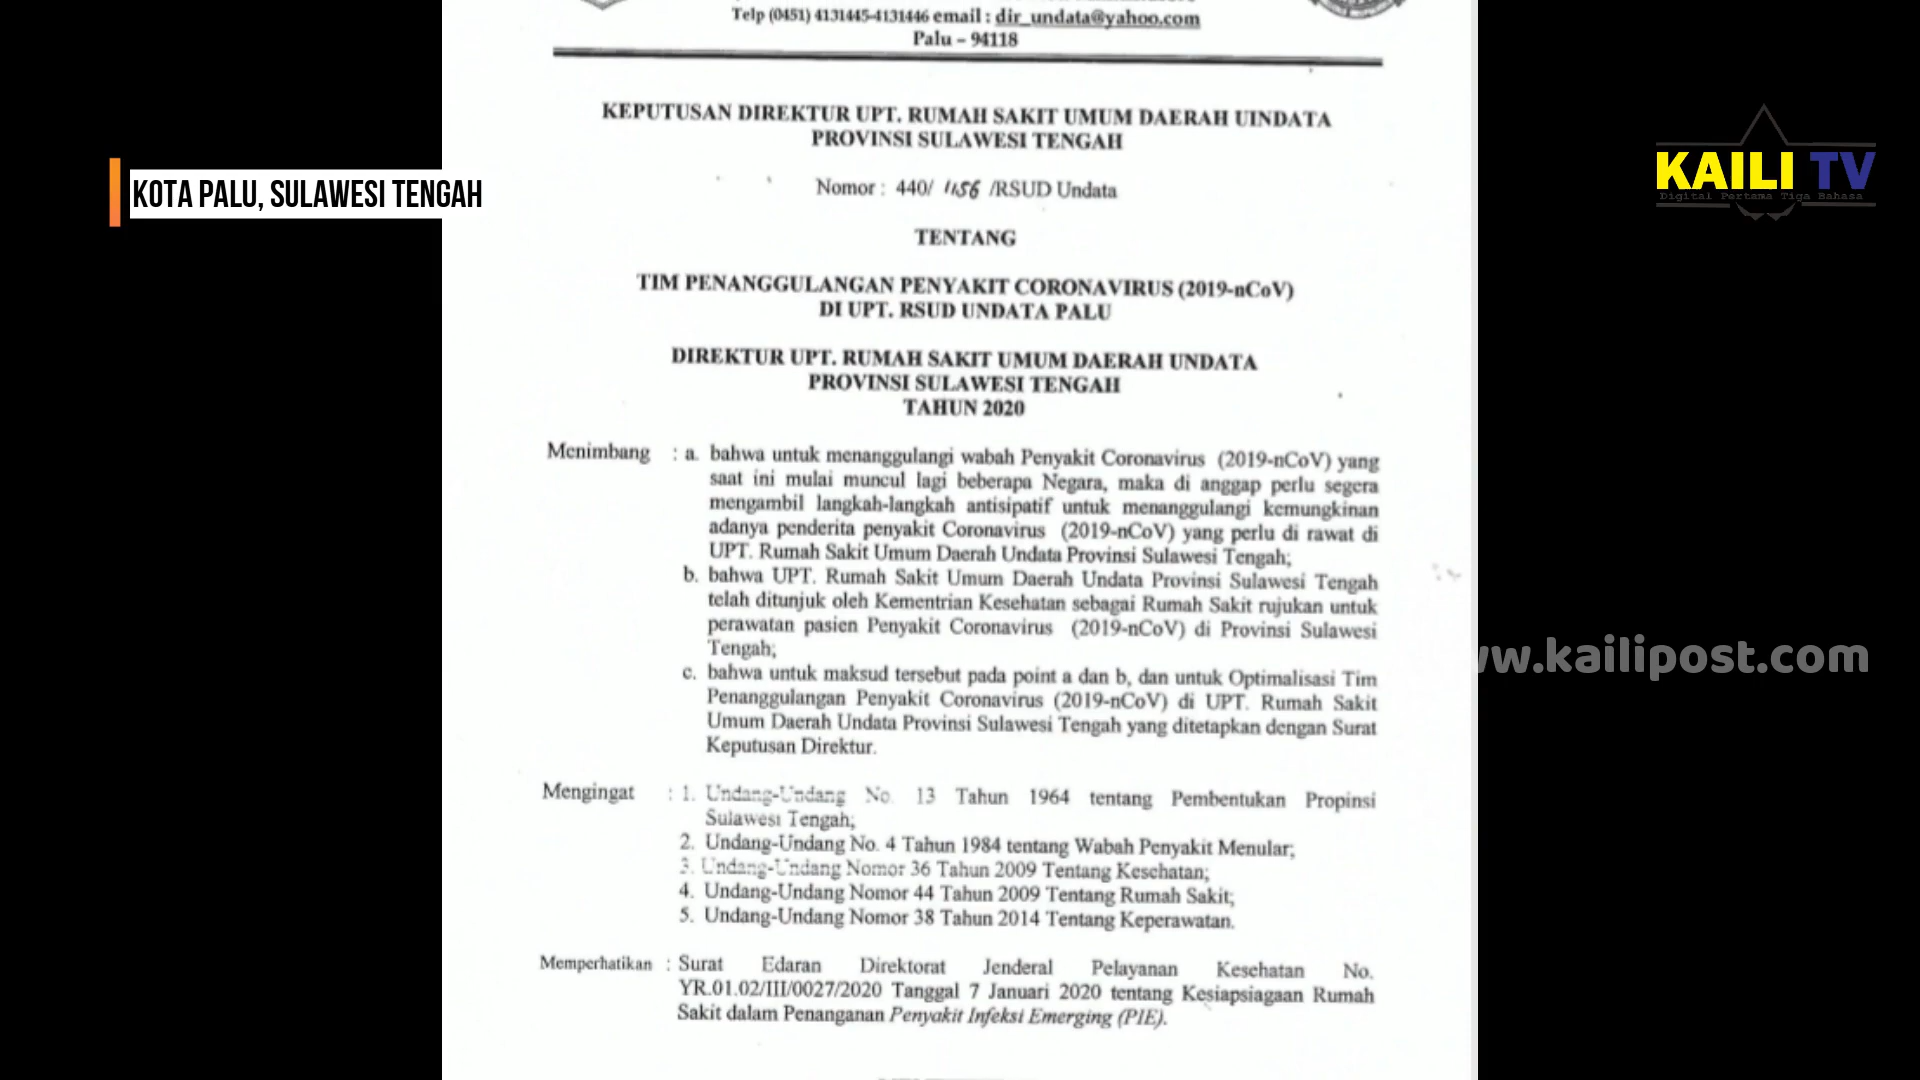 Telp (0451) 4131445-4131446 email : dir_undata@yahoo.com
Palu – 94118
KEPUTUSAN DIREKTUR UPT. RUMAH SAKIT UMUM DAERAH UINDATA
PROVINSI SULAWESI TENGAH
Nomor : 440/ 1156 /RSUD Undata
TENTANG
TIM PENANGGULANGAN PENYAKIT CORONAVIRUS (2019-nCoV)
DI UPT. RSUD UNDATA PALU
DIREKTUR UPT. RUMAH SAKIT UMUM DAERAH UNDATA
PROVINSI SULAWESI TENGAH
TAHUN 2020
Menimbang : a. bahwa untuk menanggulangi wabah Penyakit Coronavirus (2019-nCoV) yang
saat ini mulai muncul lagi beberapa Negara, maka di anggap perlu segera
mengambil langkah-langkah antisipatif untuk menanggulangi kemungkinan
adanya penderita penyakit Coronavirus (2019-nCoV) yang perlu di rawat di
UPT. Rumah Sakit Umum Daerah Undata Provinsi Sulawesi Tengah;
b. bahwa UPT. Rumah Sakit Umum Daerah Undata Provinsi Sulawesi Tengah
telah ditunjuk oleh Kementrian Kesehatan sebagai Rumah Sakit rujukan untuk
perawatan pasien Penyakit Coronavirus (2019-nCoV) di Provinsi Sulawesi
Tengah;
c. bahwa untuk maksud tersebut pada point a dan b, dan untuk Optimalisasi Tim
Penanggulangan Penyakit Coronavirus (2019-nCoV) di UPT. Rumah Sakit
Umum Daerah Undata Provinsi Sulawesi Tengah yang ditetapkan dengan Surat
Keputusan Direktur.
Mengingat : 1. Undang-Undang No. 13 Tahun 1964 tentang Pembentukan Propinsi
Sulawesi Tengah;
2. Undang-Undang No. 4 Tahun 1984 tentang Wabah Penyakit Menular;
3. Undang-Undang Nomor 36 Tahun 2009 Tentang Kesehatan;
4. Undang-Undang Nomor 44 Tahun 2009 Tentang Rumah Sakit;
5. Undang-Undang Nomor 38 Tahun 2014 Tentang Keperawatan.
Memperhatikan : Surat Edaran Direktorat Jenderal Pelayanan Kesehatan No.
YR.01.02/III/0027/2020 Tanggal 7 Januari 2020 tentang Kesiapsiagaan Rumah
Sakit dalam Penanganan Penyakit Infeksi Emerging (PIE).
KOTA PALU, SULAWESI TENGAH
KAILI TV
Digital Pertama Tiga Bahasa
w.kailipost.com